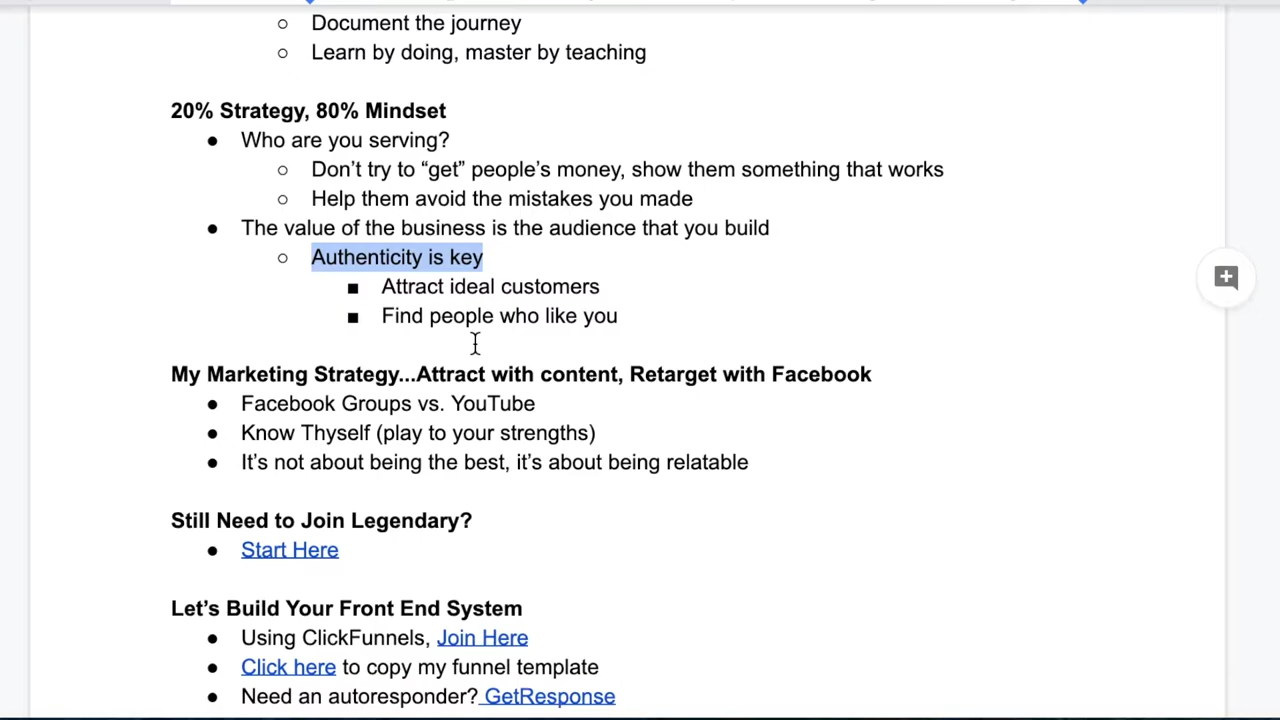 ○ Document the journey
○ Learn by doing, master by teaching
20% Strategy, 80% Mindset
● Who are you serving?
○ Don’t try to “get” people’s money, show them something that works
○ Help them avoid the mistakes you made
● The value of the business is the audience that you build
○ Authenticity is key
■ Attract ideal customers
■ Find people who like you
My Marketing Strategy...Attract with content, Retarget with Facebook
● Facebook Groups vs. YouTube
● Know Thyself (play to your strengths)
● It’s not about being the best, it’s about being relatable
Still Need to Join Legendary?
● Start Here
Let’s Build Your Front End System
● Using ClickFunnels, Join Here
● Click here to copy my funnel template
● Need an autoresponder? GetResponse